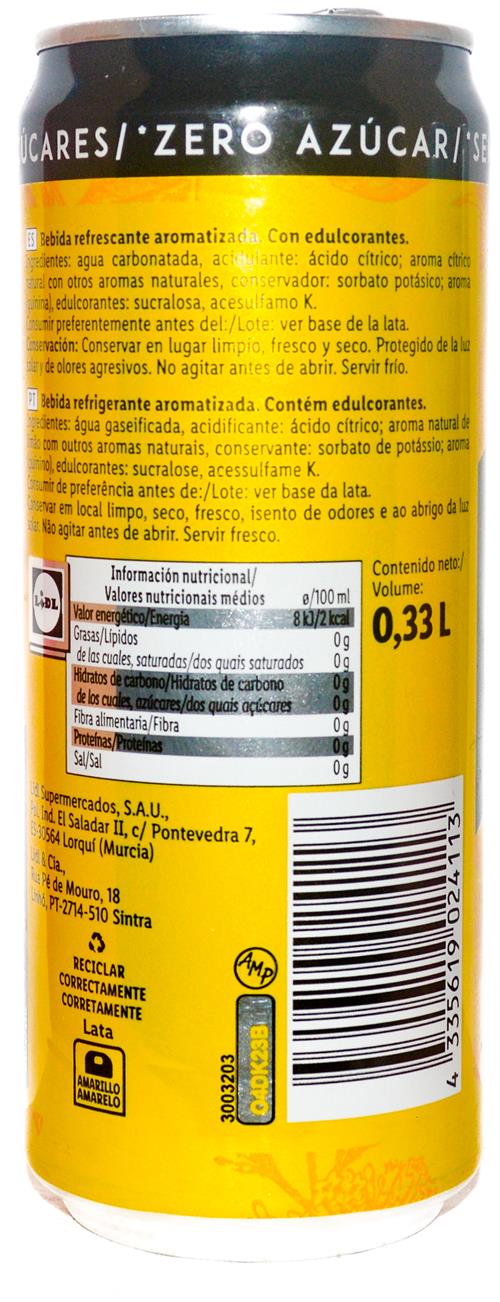 ÚCARES/*ZERO AZÚCAR/*SE
ES Bebida refrescante aromatizada. Con edulcorantes.
Ingredientes: agua carbonatada, acidulante: ácido cítrico; aroma cítrico
natural con otros aromas naturales, conservador: sorbato potásico; aroma
(quinina), edulcorantes: sucralosa, acesulfamo K.
Consumir preferentemente antes del:/Lote: ver base de la lata.
Conservación: Conservar en lugar limpio, fresco y seco. Protegido de la luz
solar y de olores agresivos. No agitar antes de abrir. Servir frío.
PT Bebida refrigerante aromatizada. Contém edulcorantes.
Ingredientes: água gaseificada, acidificante: ácido cítrico; aroma natural de
limão com outros aromas naturais, conservante: sorbato de potássio; aroma
(quinino), edulcorantes: sucralose, acessulfame K.
Consumir de preferência antes de:/Lote: ver base da lata.
Conservar em local limpo, seco, fresco, isento de odores e ao abrigo da luz
solar. Não agitar antes de abrir. Servir fresco.
LIDL
Información nutricional/
Valores nutricionais médios ø/100 ml
Valor energético/Energia 8 kJ/2 kcal
Grasas/Lípidos 0g
de las cuales, saturadas/dos quais saturados 0g
Hidratos de carbono/Hidratos de carbono 0g
de los cuales, azúcares/dos quais açúcares 0g
Fibra alimentaria/Fibra 0g
Proteínas/Proteínas 0g
Sal/Sal 0g
Contenido neto:/
Volume:
0,33 L
Lidl Supermercados, S.A.U.,
Pol. Ind. El Saladar II, c/ Pontevedra 7,
ES-30564 Lorquí (Murcia)
Lidl & Cia.,
Rua Pé de Mouro, 18
Linhó, PT-2714-510 Sintra
RECICLAR
CORRECTAMENTE
CORRETAMENTE
Lata
AMARILLO
AMARELO
AMP
3003203
Q4DK23B
4 335619 024113